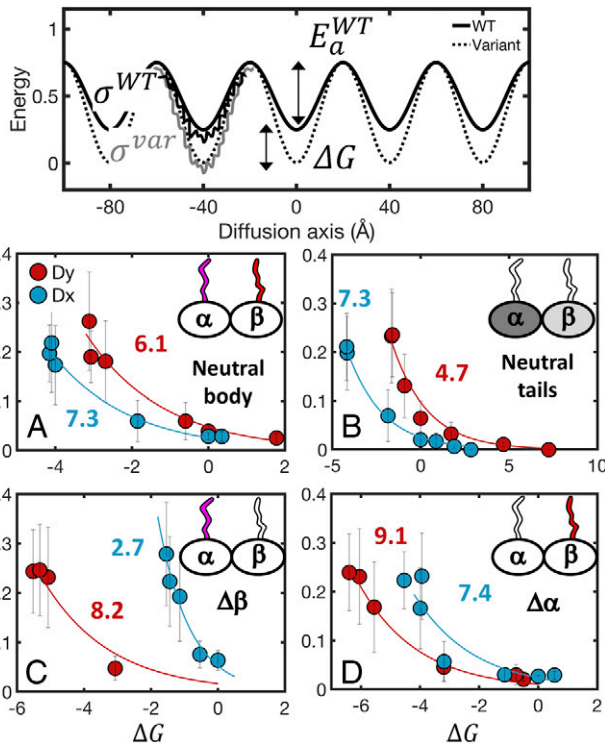 Energy
1
0.5
0
E_a^{WT}
σ^{WT}
σ^{var}
ΔG
WT
Variant
-80
-40
0
40
80
Diffusion axis (Å)
0.4
.3
.2
0.1
0
Dy
Dx
α
β
6.1
Neutral
body
7.3
A
-4
-2
0
2
0.4
0.3
0.2
0.1
0
7.3
α
β
4.7
Neutral
tails
B
-5
0
5
10
0.4
.3
.2
0.1
0
2.7
α
β
8.2
Δβ
C
-6
-4
-2
0
2
ΔG
0.4
0.3
0.2
0.1
0
9.1
α
β
7.4
Δα
D
-6
-4
-2
0
2
ΔG